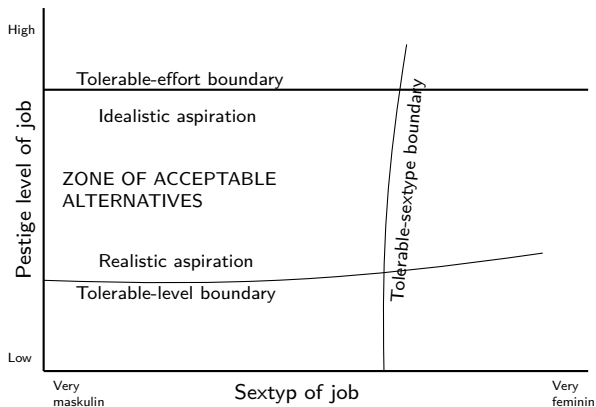 High
Tolerable-effort boundary
Idealistic aspiration
Tolerable-sextype boundary
Pestige level of job
ZONE OF ACCEPTABLE
ALTERNATIVES
Realistic aspiration
Tolerable-level boundary
Low
Very
maskulin
Sextyp of job
Very
feminin